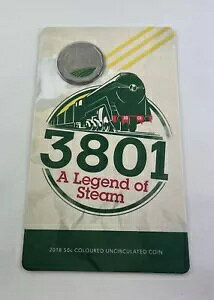 3801
A Legend of
Steam
2018 50c COLOURED UNCIRCULATED COIN